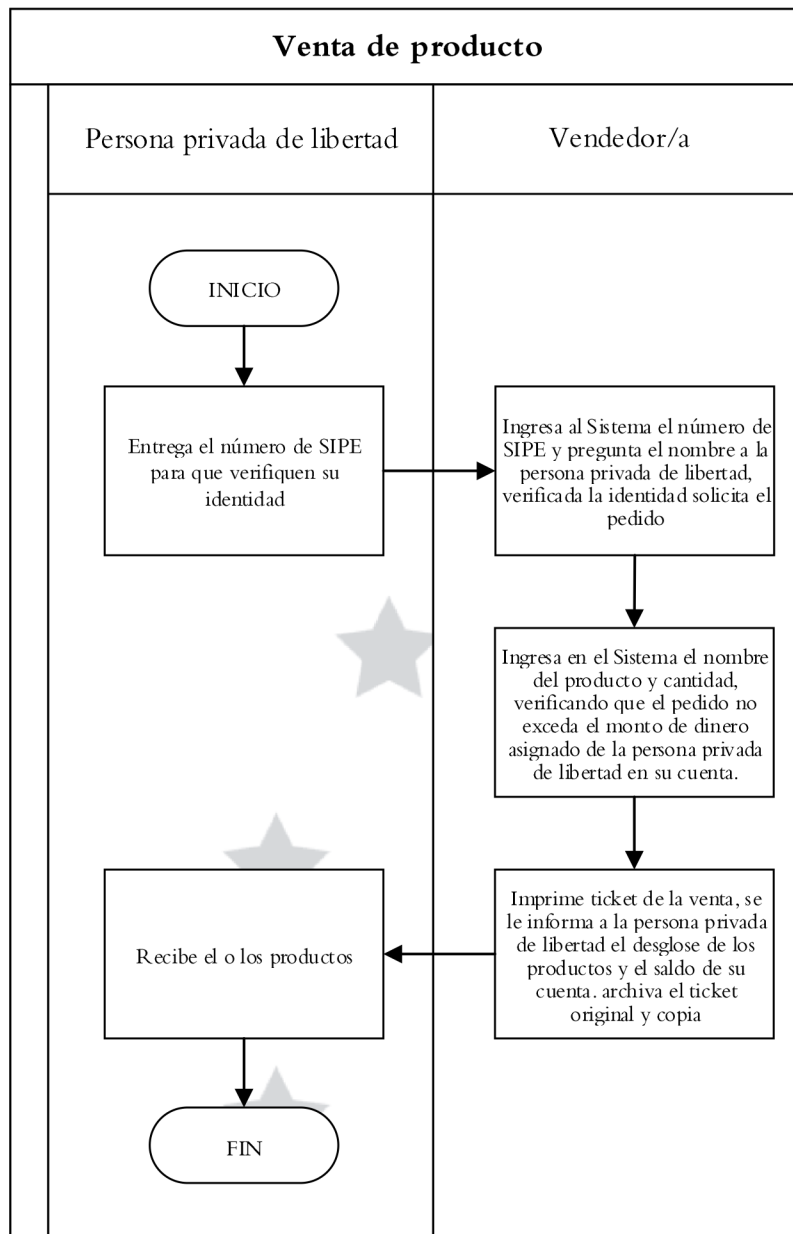 Venta de producto
Persona privada de libertad
Vendedor/a
INICIO
Entrega el número de SIPE
para que verifiquen su
identidad
Ingresa al Sistema el número de
SIPE y pregunta el nombre a la
persona privada de libertad,
verificada la identidad solicita el
pedido
Ingresa en el Sistema el nombre
del producto y cantidad,
verificando que el pedido no
exceda el monto de dinero
asignado de la persona privada
de libertad en su cuenta.
Imprime ticket de la venta, se
le informa a la persona privada
de libertad el desglose de los
productos y el saldo de su
cuenta. archiva el ticket
original y copia
Recibe el o los productos
FIN